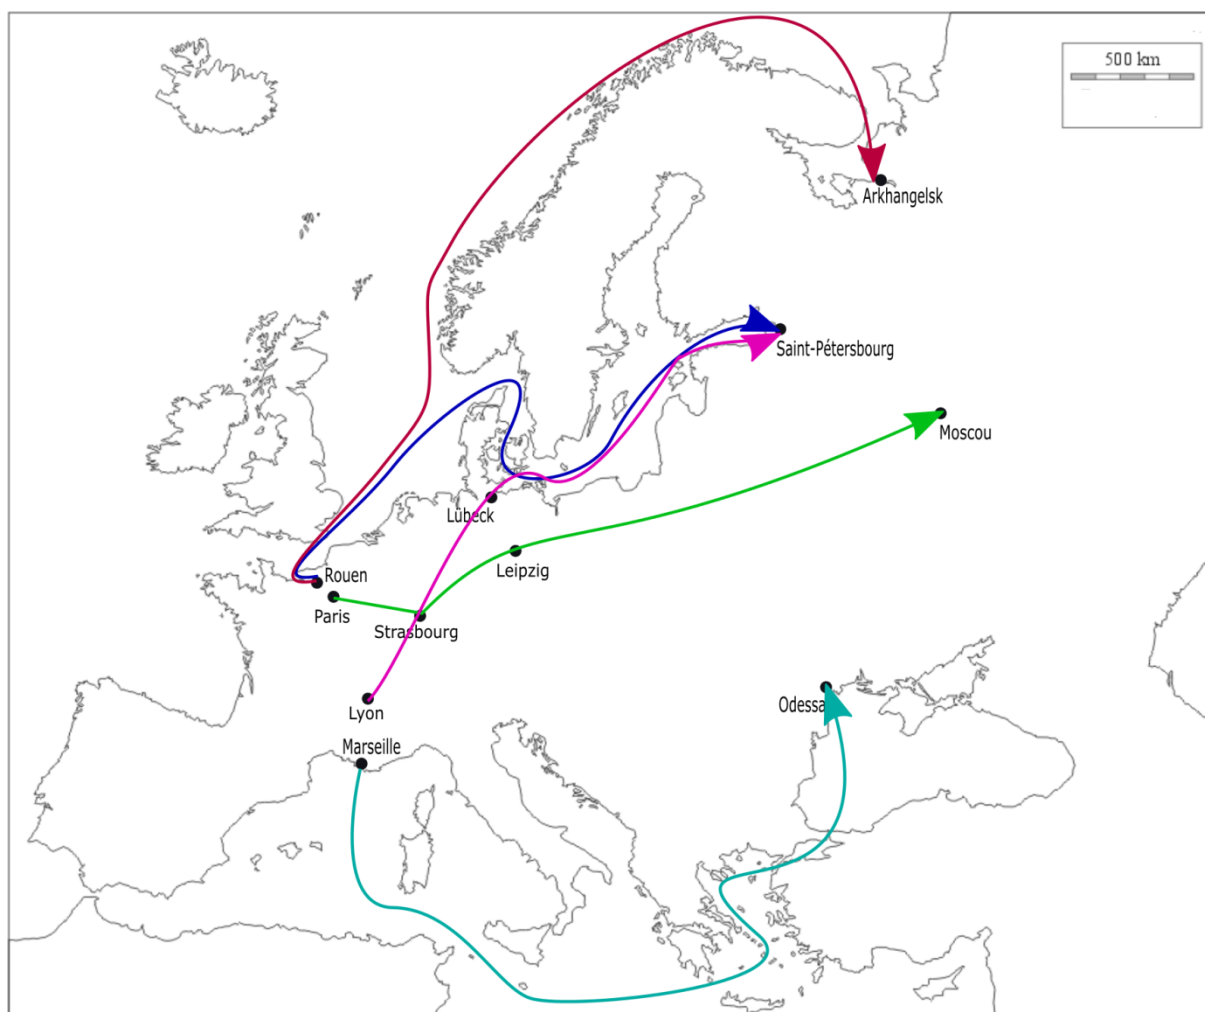 500 km
Arkhangelsk
Saint-Pétersbourg
Moscou
Lübeck
Leipzig
Rouen
Paris
Strasbourg
Lyon
Odessa
Marseille